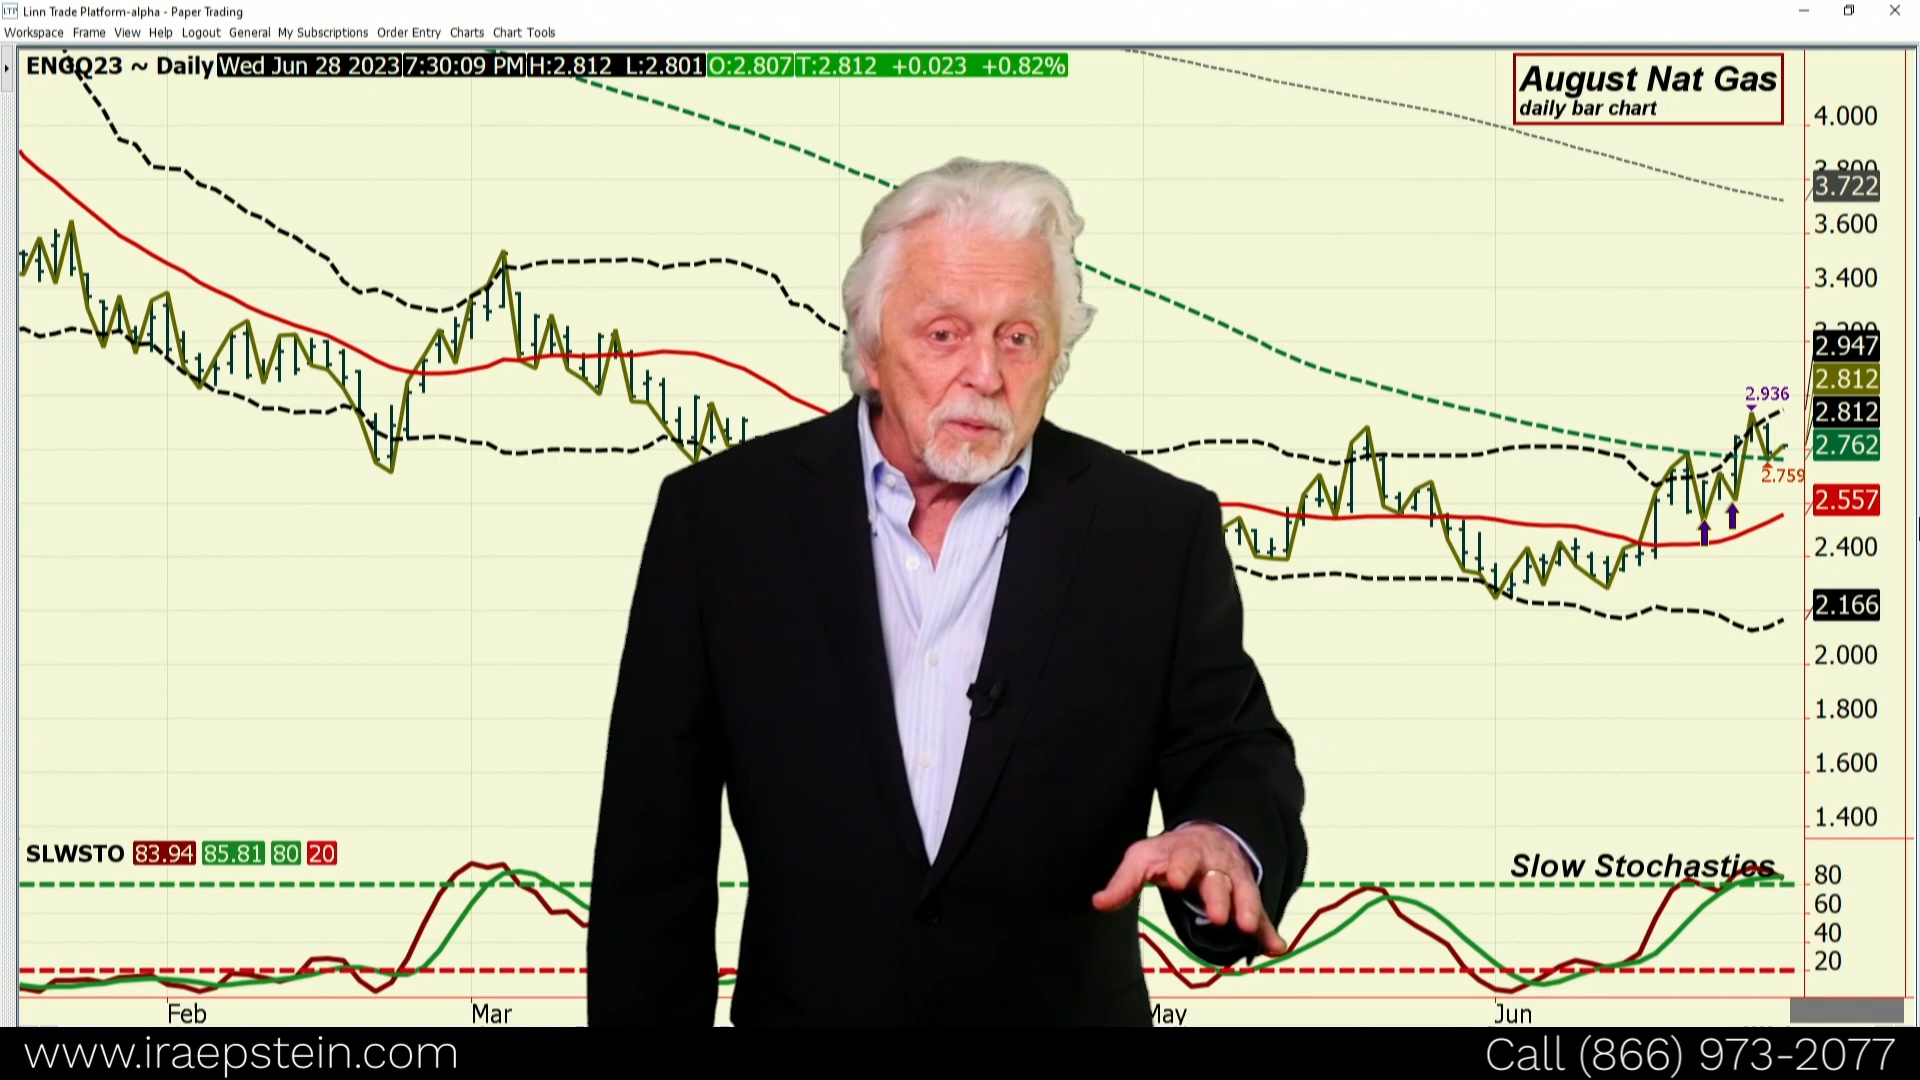 LTP Linn Trade Platform-alpha - Paper Trading
Workspace Frame View Help Logout General My Subscriptions Order Entry Charts Chart Tools
ENGQ23 ~ Daily Wed Jun 28 2023 7:30:09 PM H:2.812 L:2.801 O:2.807 T:2.812 +0.023 +0.82%
August Nat Gas
daily bar chart
4.000
3.800
3.722
3.600
3.400
3.200
2.947
2.812
2.812
2.762
2.936
2.759
2.557
2.400
2.166
2.000
1.800
1.600
1.400
SLWSTO 83.94 85.81 80 20
Slow Stochastics
80
60
40
20
Feb Mar May Jun
www.iraepstein.com Call (866) 973-2077